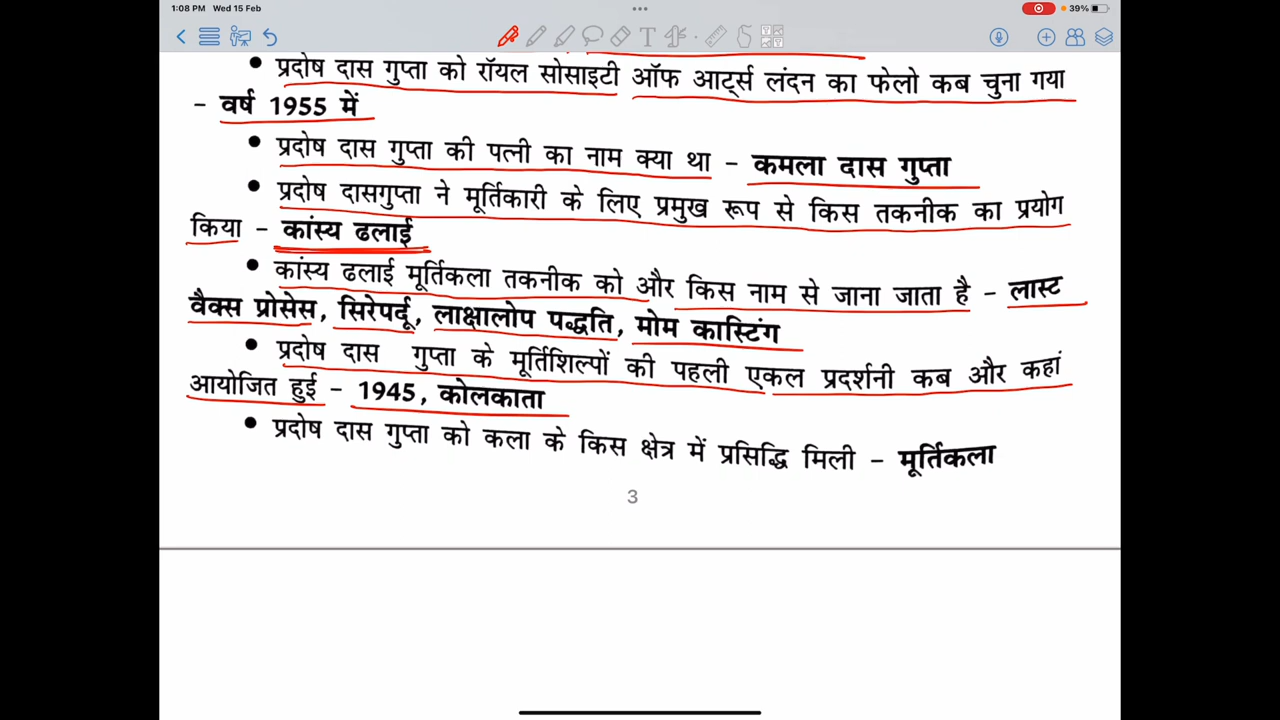 1:08 PM Wed 15 Feb
39%
• प्रदोष दास गुप्ता को रॉयल सोसाइटी ऑफ आर्ट्स लंदन का फेलो कब चुना गया
– वर्ष 1955 में
• प्रदोष दास गुप्ता की पत्नी का नाम क्या था – कमला दास गुप्ता
• प्रदोष दासगुप्ता ने मूर्तिकारी के लिए प्रमुख रूप से किस तकनीक का प्रयोग
किया – कांस्य ढलाई
• कांस्य ढलाई मूर्तिकला तकनीक को और किस नाम से जाना जाता है – लास्ट
वैक्स प्रोसेस, सिरेपर्दू, लाक्षालोप पद्धति, मोम कास्टिंग
• प्रदोष दास गुप्ता के मूर्तिशिल्पों की पहली एकल प्रदर्शनी कब और कहां
आयोजित हुई – 1945, कोलकाता
• प्रदोष दास गुप्ता को कला के किस क्षेत्र में प्रसिद्धि मिली – मूर्तिकला
3